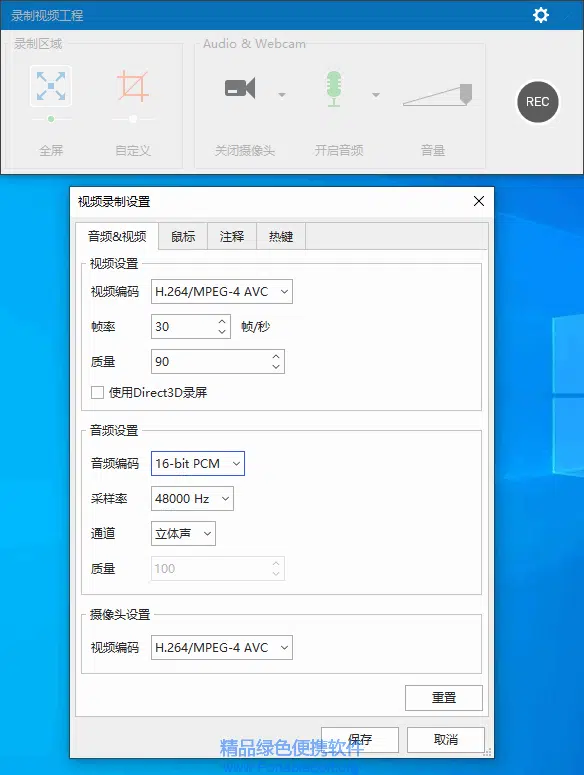 录制视频工程
录制区域
Audio & Webcam
全屏
自定义
关闭摄像头
开启音频
音量
REC
视频录制设置
音频&视频
鼠标
注释
热键
视频设置
视频编码 H.264/MPEG-4 AVC
帧率 30 帧/秒
质量 90
使用Direct3D录屏
音频设置
音频编码 16-bit PCM
采样率 48000 Hz
通道 立体声
质量 100
摄像头设置
视频编码 H.264/MPEG-4 AVC
重置
保存
取消
精品绿色便携软件